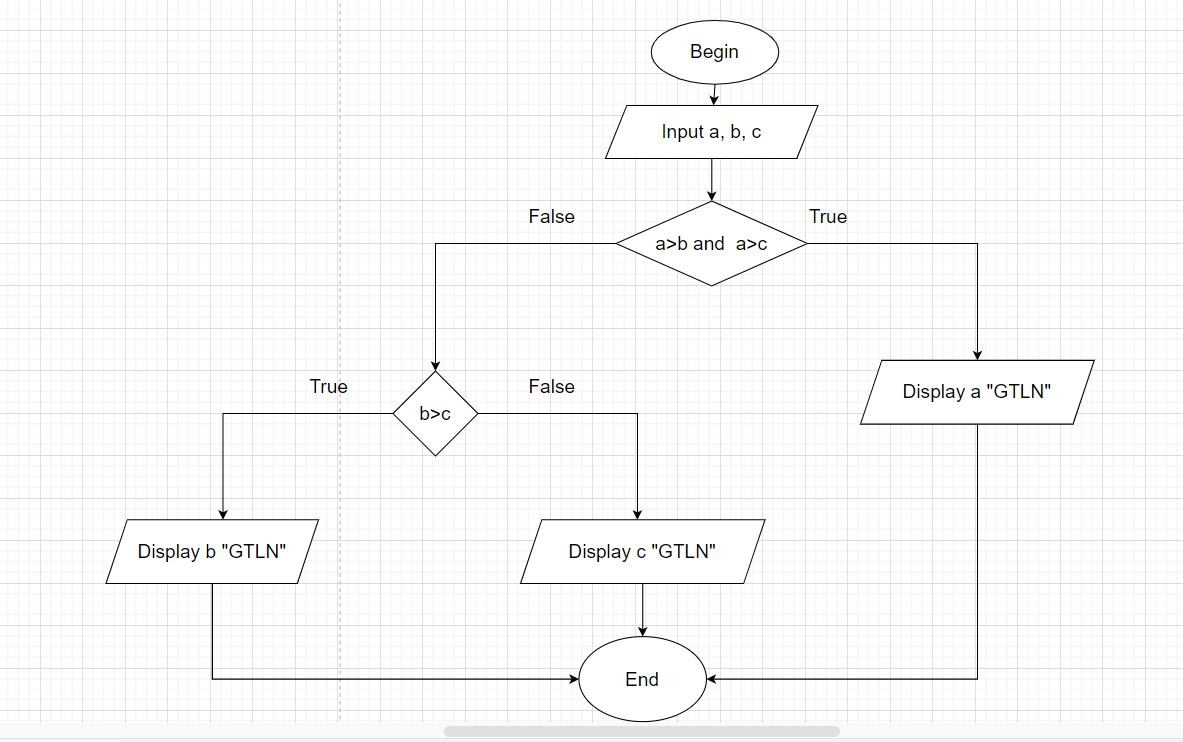 Begin
Input a, b, c
False
True
a>b and  a>c
True
False
Display a "GTLN"
b>c
Display b "GTLN"
Display c "GTLN"
End